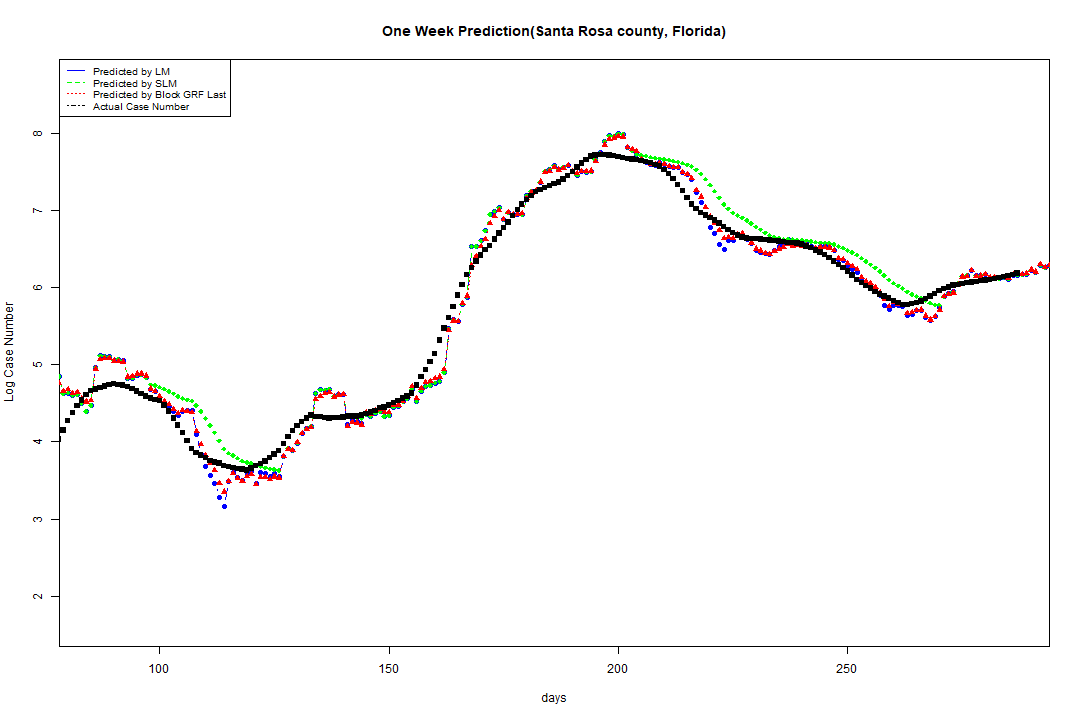 One Week Prediction(Santa Rosa county, Florida)
Predicted by LM
Predicted by SLM
Predicted by Block GRF Last
Actual Case Number
8
7
6
5
4
3
2
Log Case Number
100 150 200 250
days